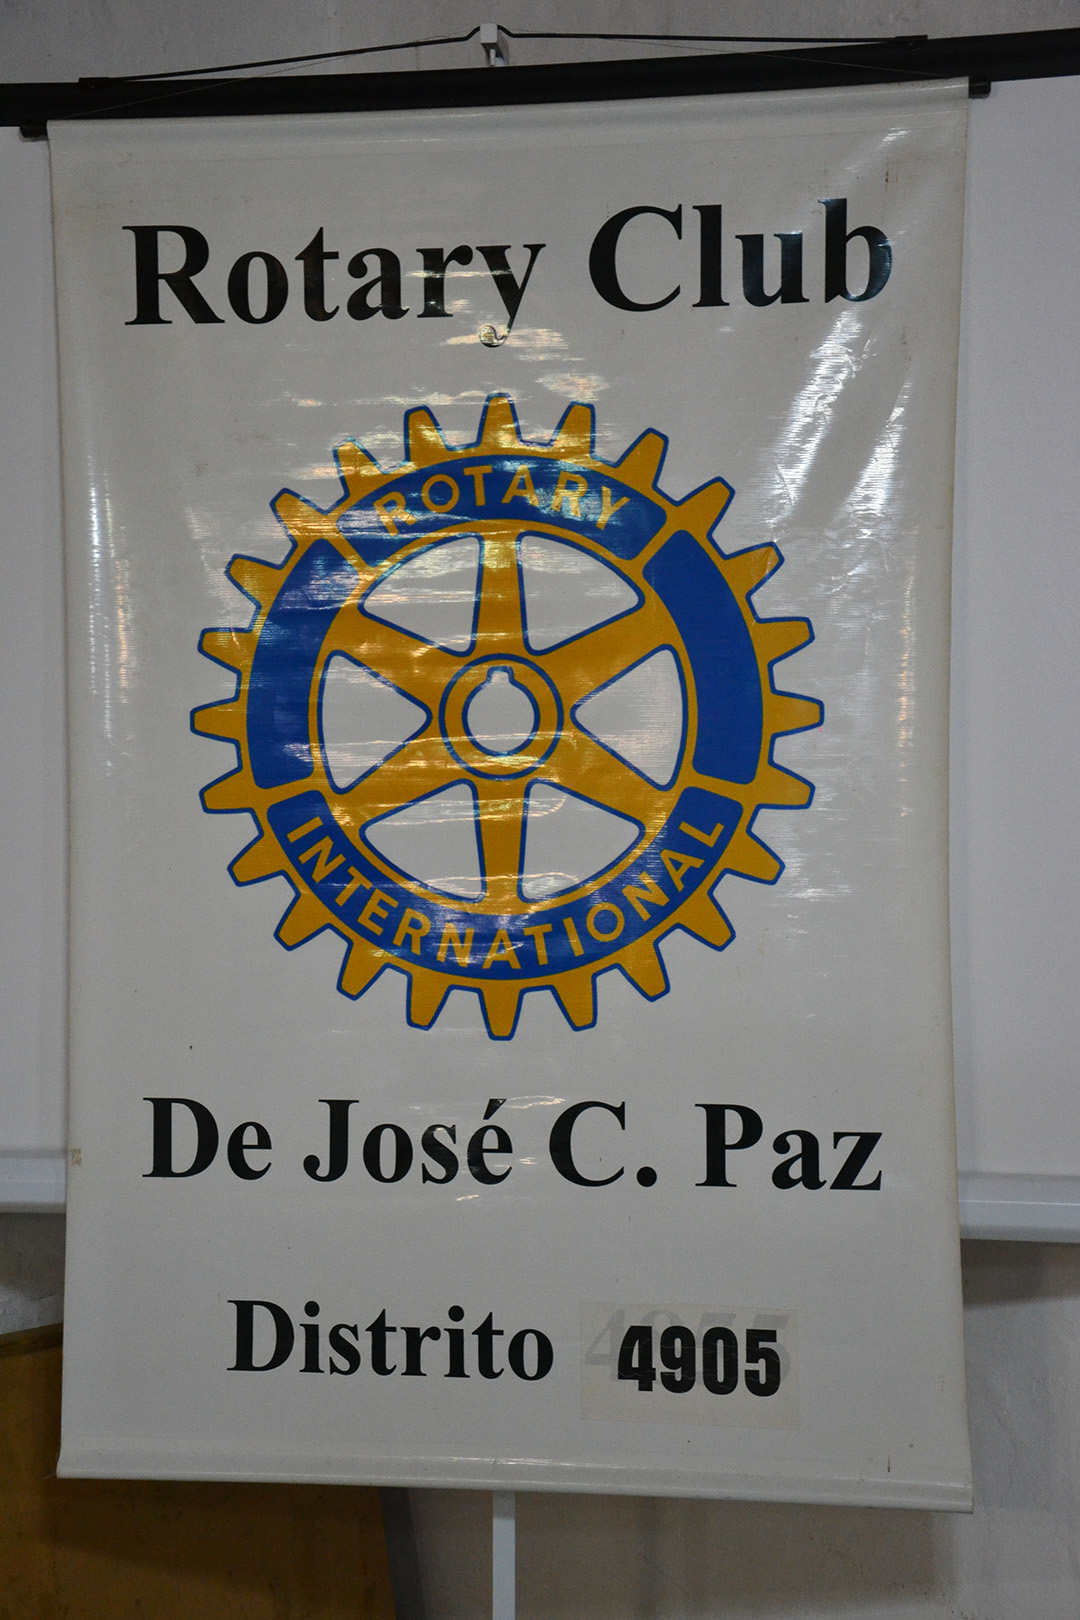 Rotary Club
ROTARY
INTERNATIONAL
De José C. Paz
Distrito 4905